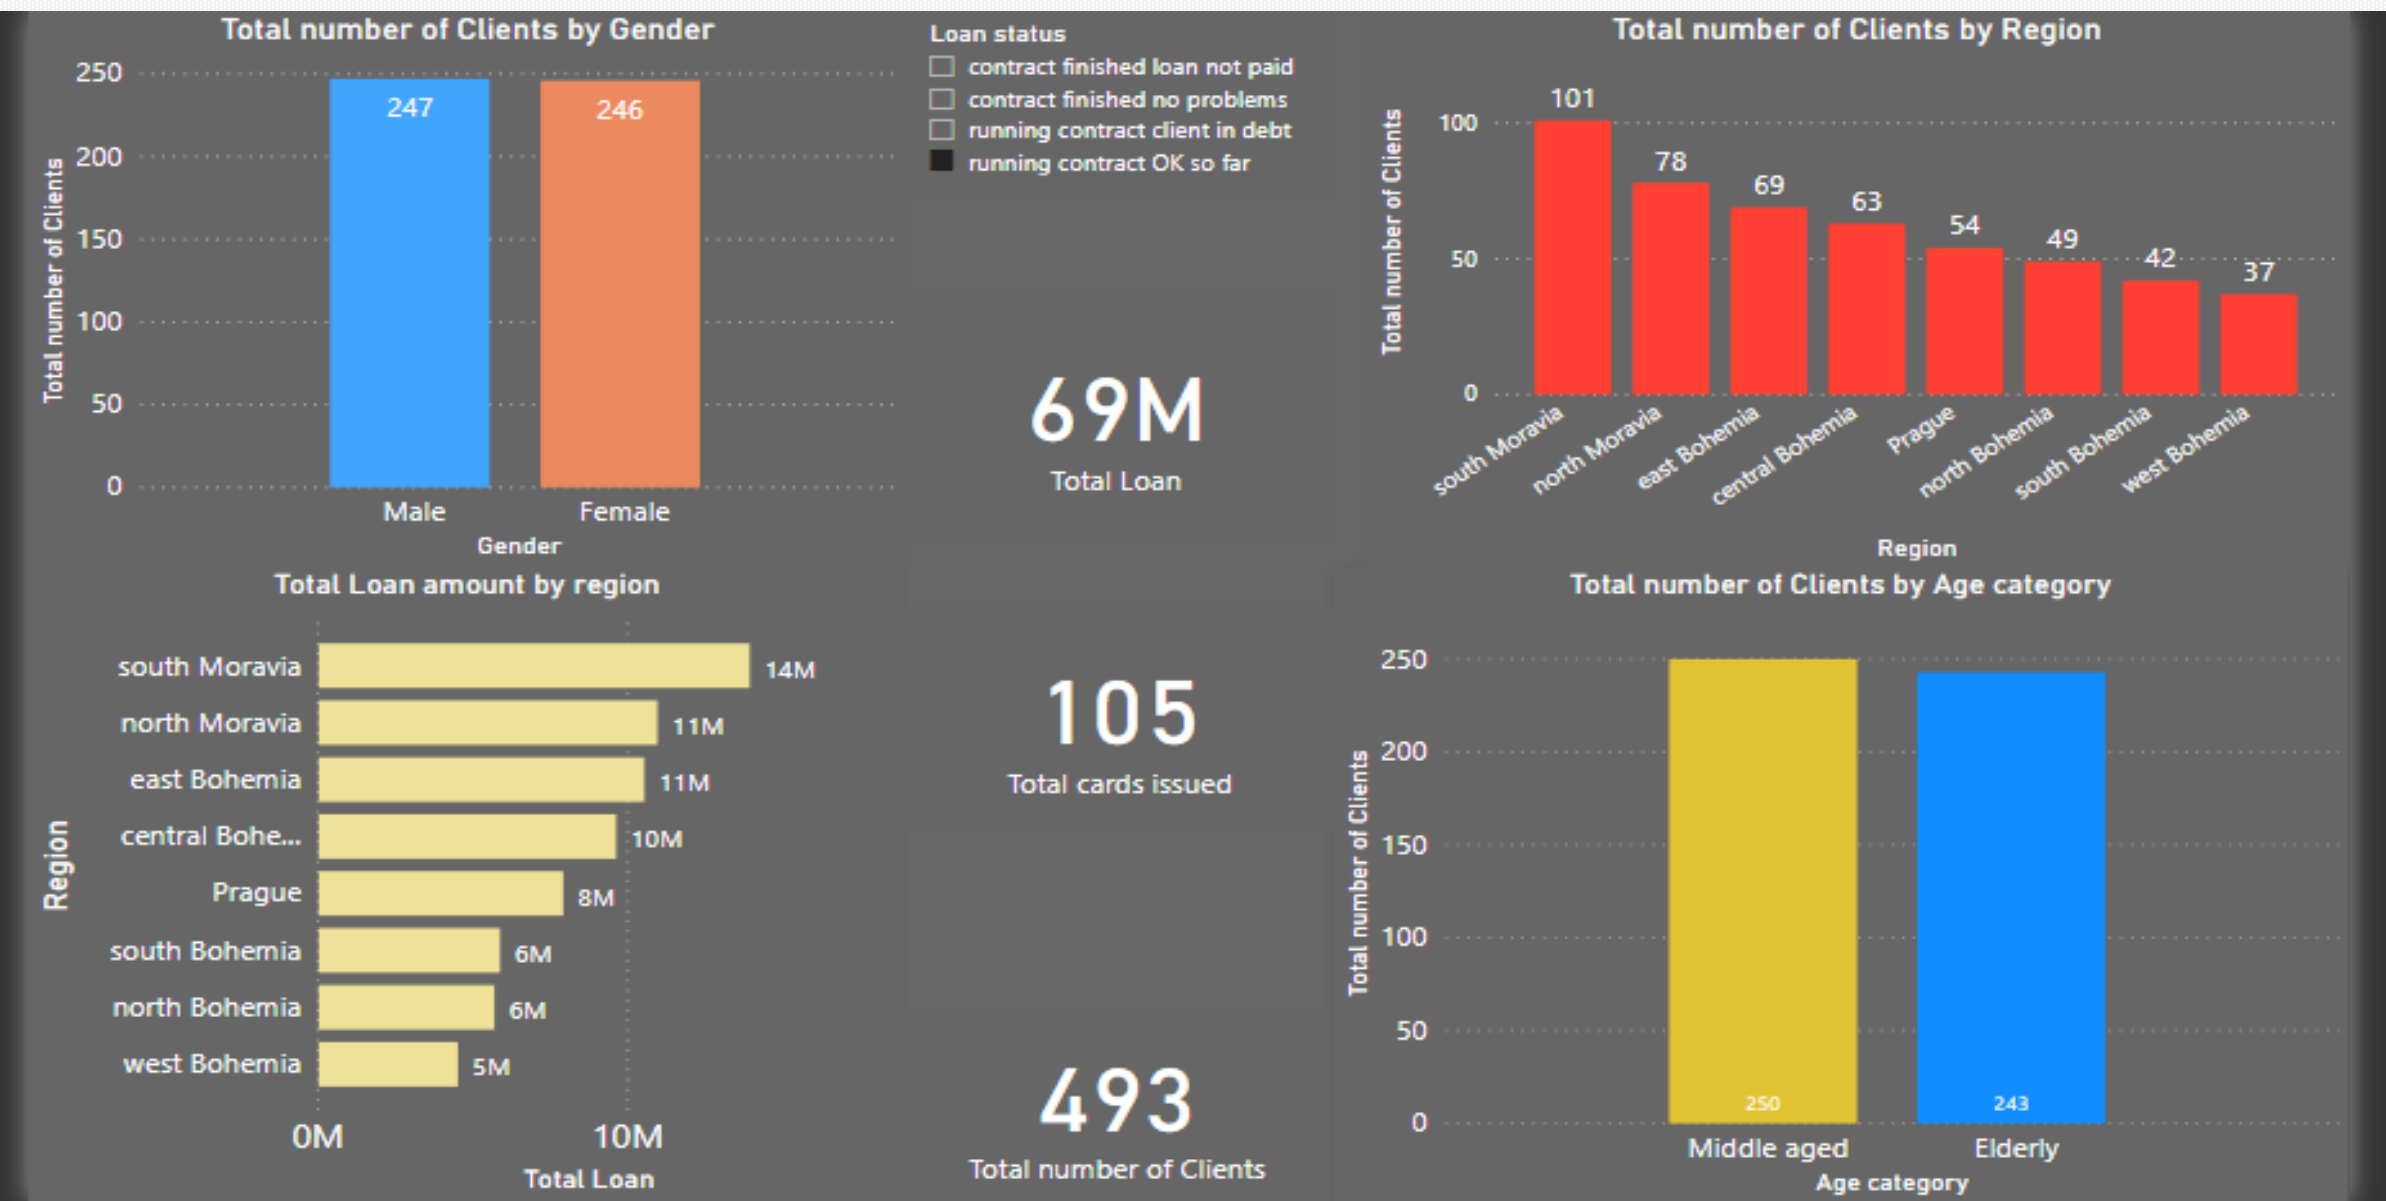 Total number of Clients by Gender
Total number of Clients
250
200
150
100
50
0
247
246
Male
Female
Gender
Loan status
contract finished loan not paid
contract finished no problems
running contract client in debt
running contract OK so far
69M
Total Loan
Total number of Clients by Region
Total number of Clients
100
50
0
101
78
69
63
54
49
42
37
south Moravia
north Moravia
east Bohemia
central Bohemia
Prague
north Bohemia
south Bohemia
west Bohemia
Region
Total Loan amount by region
Region
south Moravia
14M
north Moravia
11M
east Bohemia
11M
central Bohe...
10M
Prague
8M
south Bohemia
6M
north Bohemia
6M
west Bohemia
5M
0M
10M
Total Loan
105
Total cards issued
493
Total number of Clients
Total number of Clients by Age category
Total number of Clients
250
200
150
100
50
0
250
243
Middle aged
Elderly
Age category